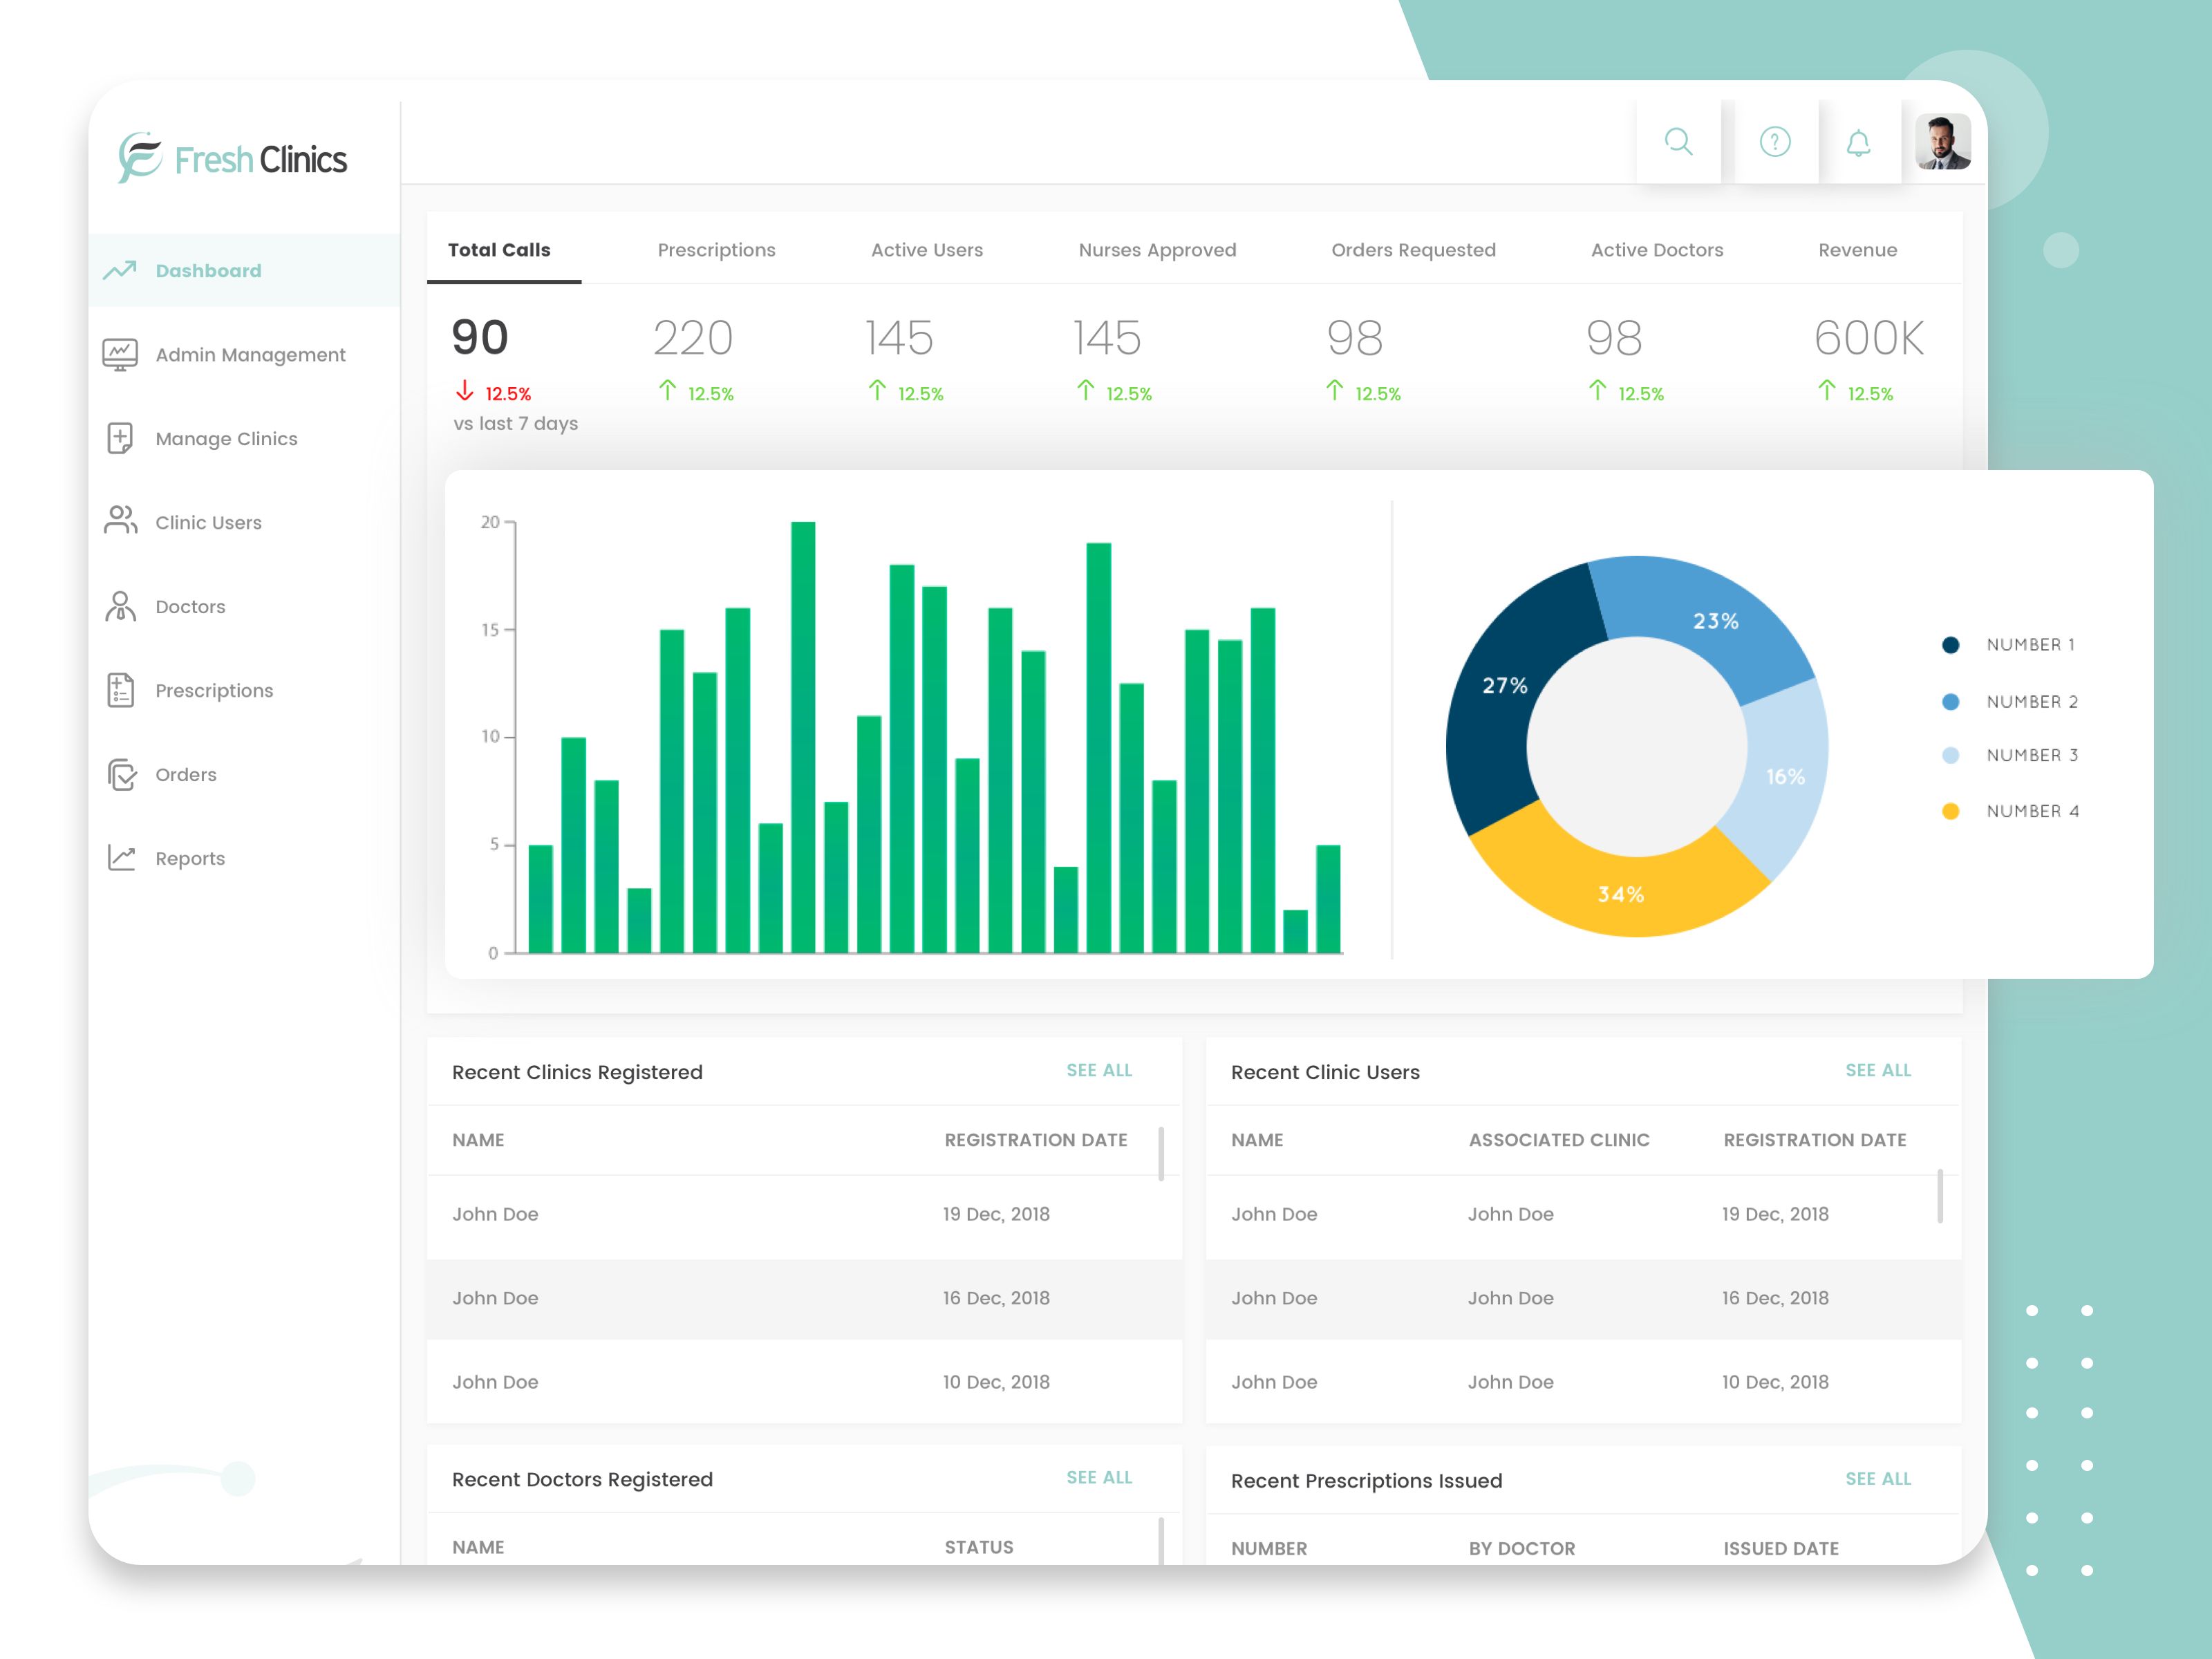 Fresh Clinics
Dashboard
Admin Management
Manage Clinics
Clinic Users
Doctors
Prescriptions
Orders
Reports
?
Total Calls Prescriptions Active Users Nurses Approved Orders Requested Active Doctors Revenue
90 220 145 145 98 98 600K
12.5% 12.5% 12.5% 12.5% 12.5% 12.5% 12.5%
vs last 7 days
20
15
10
5
0
23%
27%
16%
34%
NUMBER 1
NUMBER 2
NUMBER 3
NUMBER 4
Recent Clinics Registered SEE ALL
NAME REGISTRATION DATE
John Doe 19 Dec, 2018
John Doe 16 Dec, 2018
John Doe 10 Dec, 2018
Recent Clinic Users SEE ALL
NAME ASSOCIATED CLINIC REGISTRATION DATE
John Doe John Doe 19 Dec, 2018
John Doe John Doe 16 Dec, 2018
John Doe John Doe 10 Dec, 2018
Recent Doctors Registered SEE ALL
NAME STATUS
Recent Prescriptions Issued SEE ALL
NUMBER BY DOCTOR ISSUED DATE